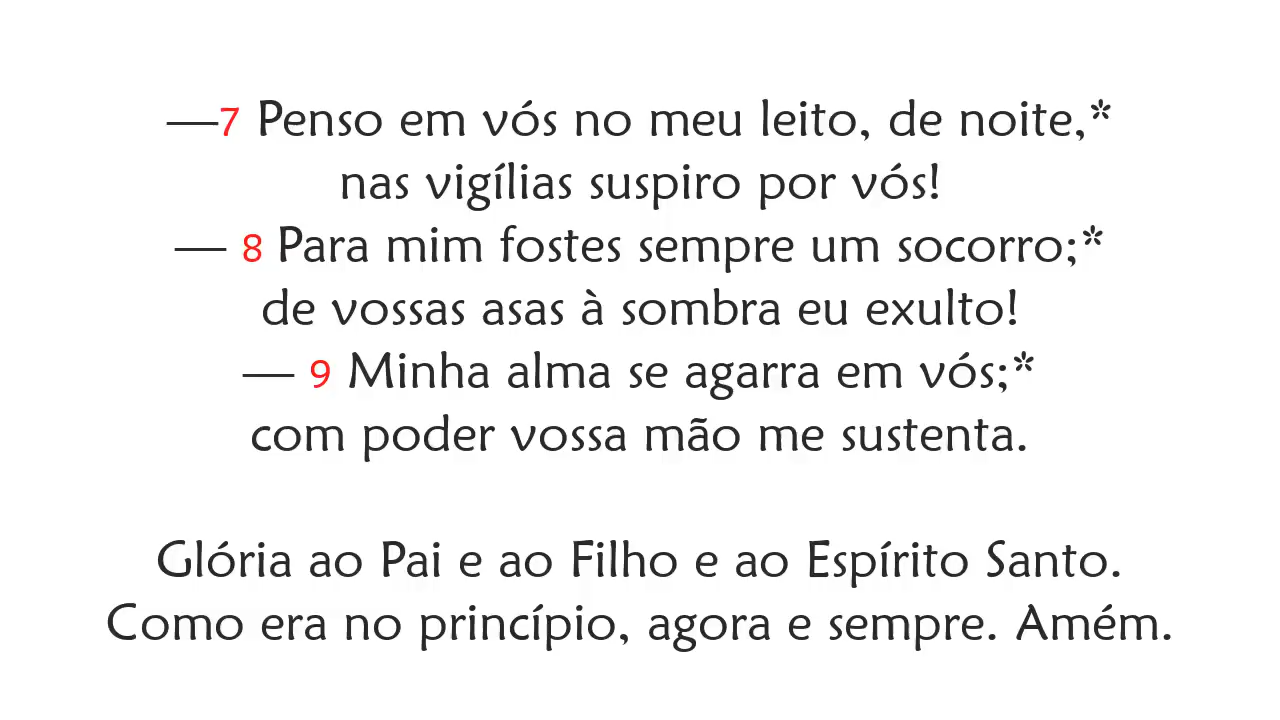 —7 Penso em vós no meu leito, de noite,*
nas vigílias suspiro por vós!
— 8 Para mim fostes sempre um socorro;*
de vossas asas à sombra eu exulto!
— 9 Minha alma se agarra em vós;*
com poder vossa mão me sustenta.
Glória ao Pai e ao Filho e ao Espírito Santo.
Como era no princípio, agora e sempre. Amém.